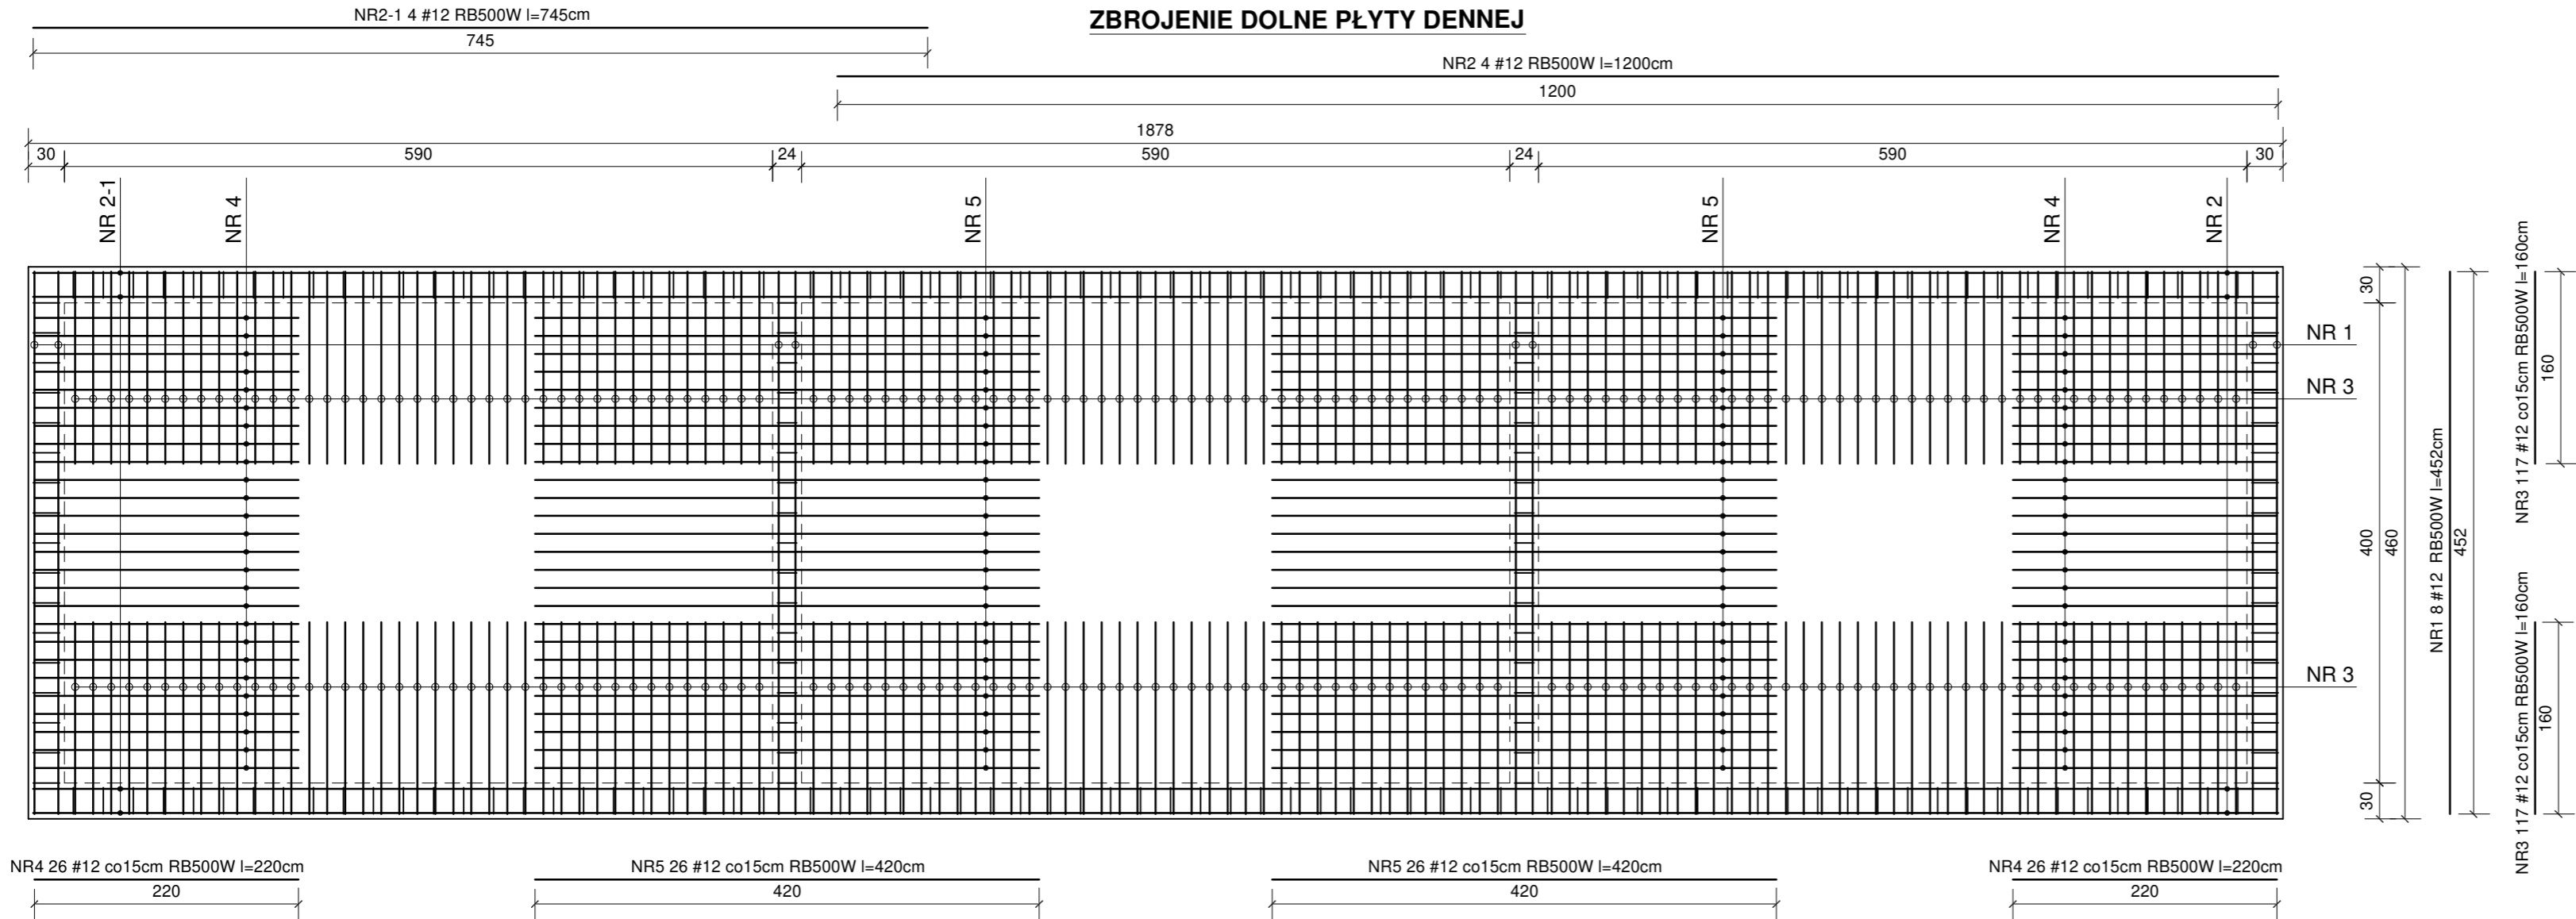 NR2-1 4 #12 RB500W l=745cm
ZBROJENIE DOLNE PŁYTY DENNEJ
745
NR2 4 #12 RB500W l=1200cm
1200
1878
30
590
24
590
24
590
30
NR 2-1
NR 4
NR 5
NR 5
NR 4
NR 2
NR 1
NR 3
NR 3
30
400
30
460
NR1 8 #12 RB500W l=452cm
452
NR3 117 #12 co15cm RB500W l=160cm
160
NR3 117 #12 co15cm RB500W l=160cm
160
NR4 26 #12 co15cm RB500W l=220cm
220
NR5 26 #12 co15cm RB500W l=420cm
420
NR5 26 #12 co15cm RB500W l=420cm
420
NR4 26 #12 co15cm RB500W l=220cm
220